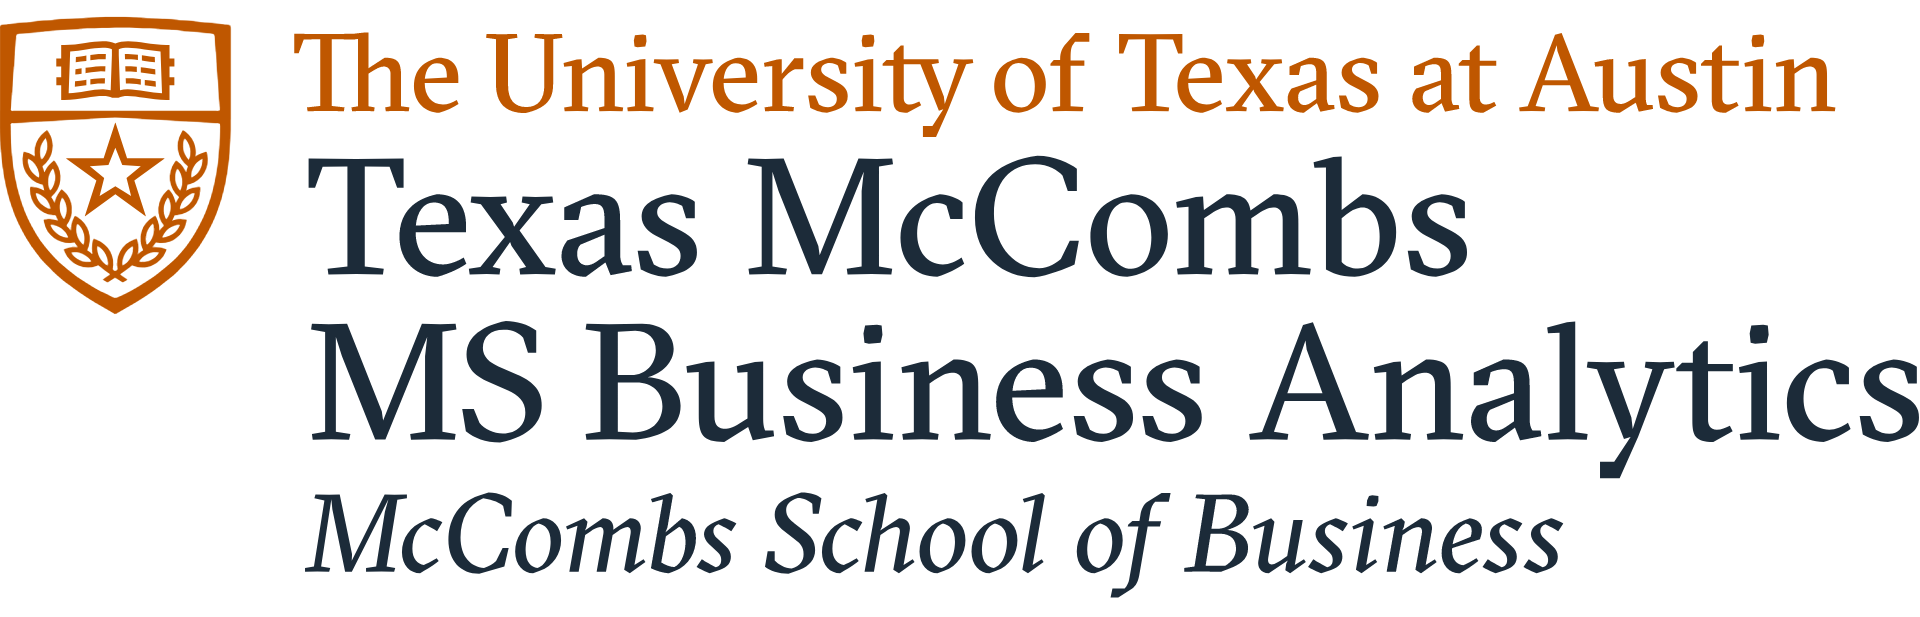 The University of Texas at Austin
Texas McCombs
MS Business Analytics
McCombs School of Business